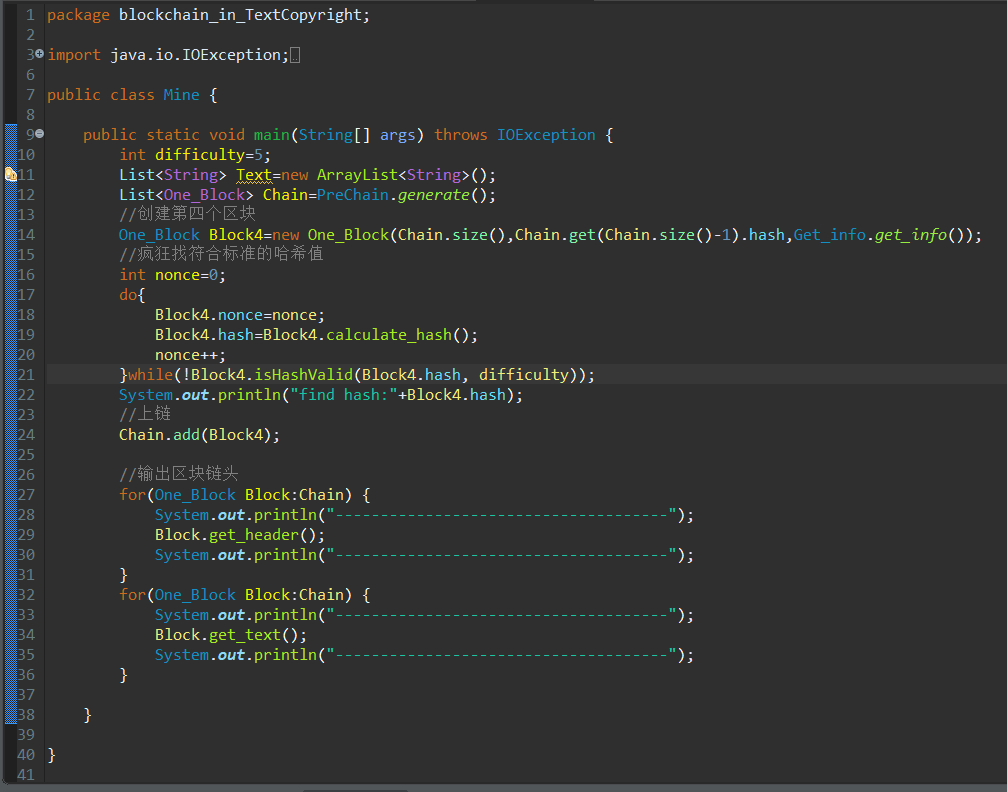 1 package blockchain_in_TextCopyright;
2
3 import java.io.IOException;
6
7 public class Mine {
8
9 public static void main(String[] args) throws IOException {
10 int difficulty=5;
11 List<String> Text=new ArrayList<String>();
12 List<One_Block> Chain=PreChain.generate();
13 //创建第四个区块
14 One_Block Block4=new One_Block(Chain.size(),Chain.get(Chain.size()-1).hash,Get_info.get_info());
15 //疯狂找符合标准的哈希值
16 int nonce=0;
17 do{
18 Block4.nonce=nonce;
19 Block4.hash=Block4.calculate_hash();
20 nonce++;
21 }while(!Block4.isHashValid(Block4.hash, difficulty));
22 System.out.println("find hash:"+Block4.hash);
23 //上链
24 Chain.add(Block4);
25
26 //输出区块链头
27 for(One_Block Block:Chain) {
28 System.out.println("-------------------------------------");
29 Block.get_header();
30 System.out.println("-------------------------------------");
31 }
32 for(One_Block Block:Chain) {
33 System.out.println("-------------------------------------");
34 Block.get_text();
35 System.out.println("-------------------------------------");
36 }
37
38 }
39
40 }
41